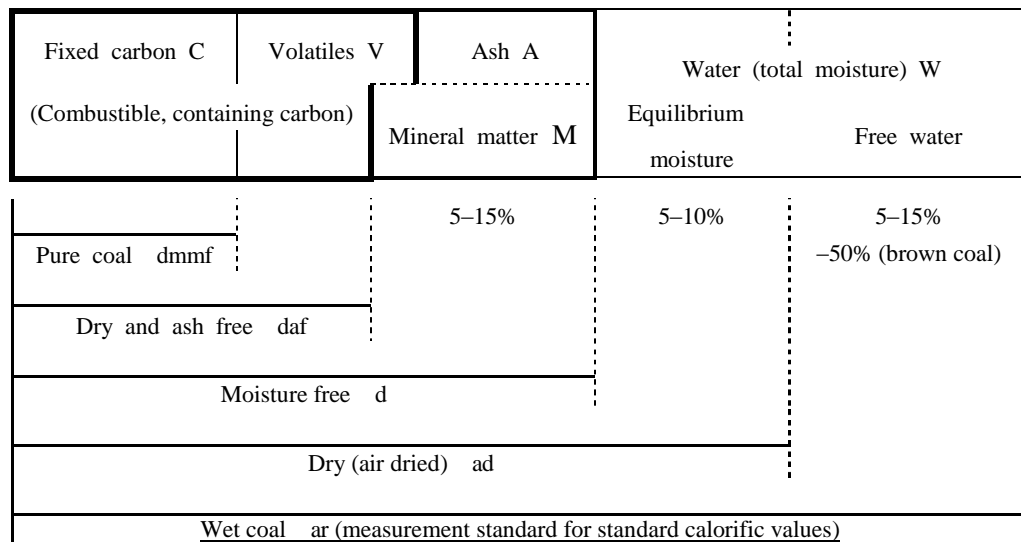 Fixed carbon C
Volatiles V
Ash A
Water (total moisture) W
(Combustible, containing carbon)
Mineral matter M
Equilibrium
moisture
Free water
5–15%
5–10%
5–15%
–50% (brown coal)
Pure coal dmmf
Dry and ash free daf
Moisture free d
Dry (air dried) ad
Wet coal ar (measurement standard for standard calorific values)